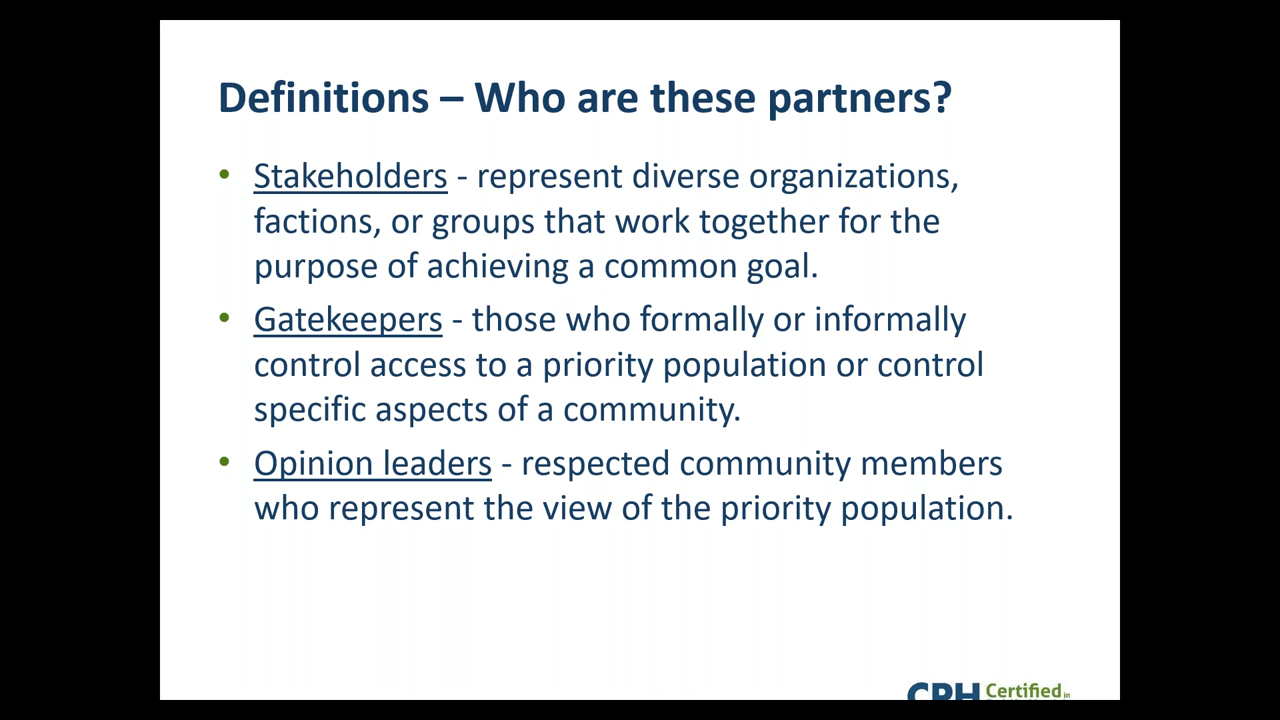 Definitions – Who are these partners?
• Stakeholders - represent diverse organizations,
factions, or groups that work together for the
purpose of achieving a common goal.
• Gatekeepers - those who formally or informally
control access to a priority population or control
specific aspects of a community.
• Opinion leaders - respected community members
who represent the view of the priority population.
CPH Certified in